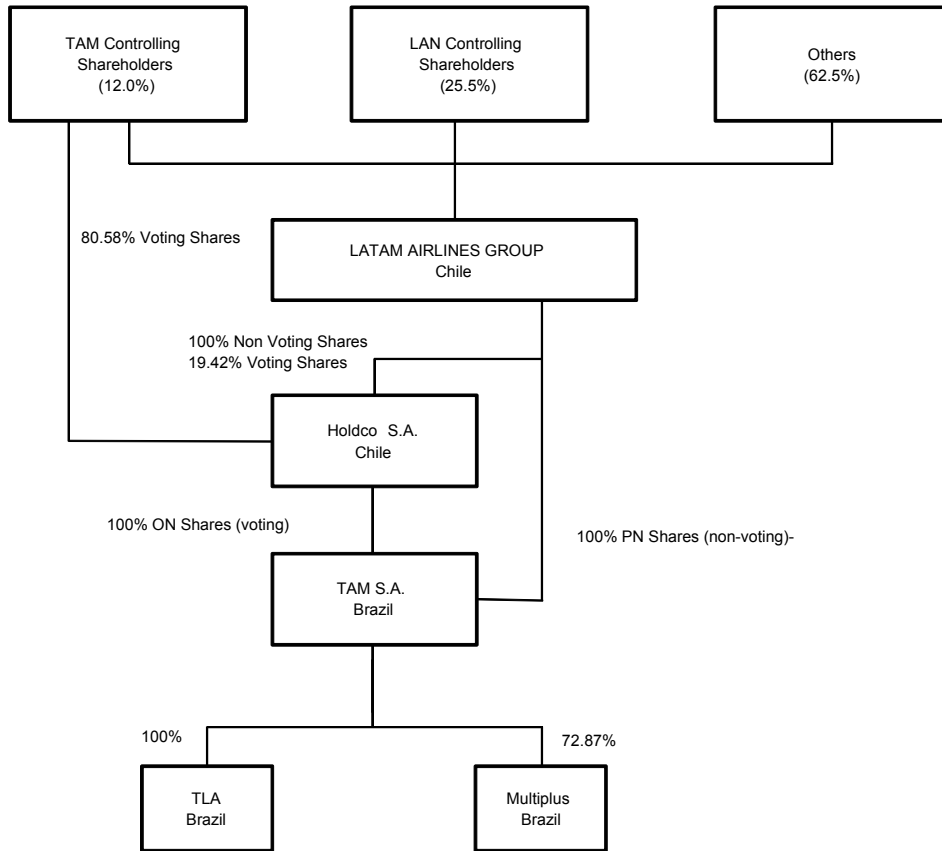 TAM Controlling
Shareholders
(12.0%)
LAN Controlling
Shareholders
(25.5%)
Others
(62.5%)
80.58% Voting Shares
LATAM AIRLINES GROUP
Chile
100% Non Voting Shares
19.42% Voting Shares
Holdco S.A.
Chile
100% ON Shares (voting)
100% PN Shares (non-voting)-
TAM S.A.
Brazil
100%
72.87%
TLA
Brazil
Multiplus
Brazil